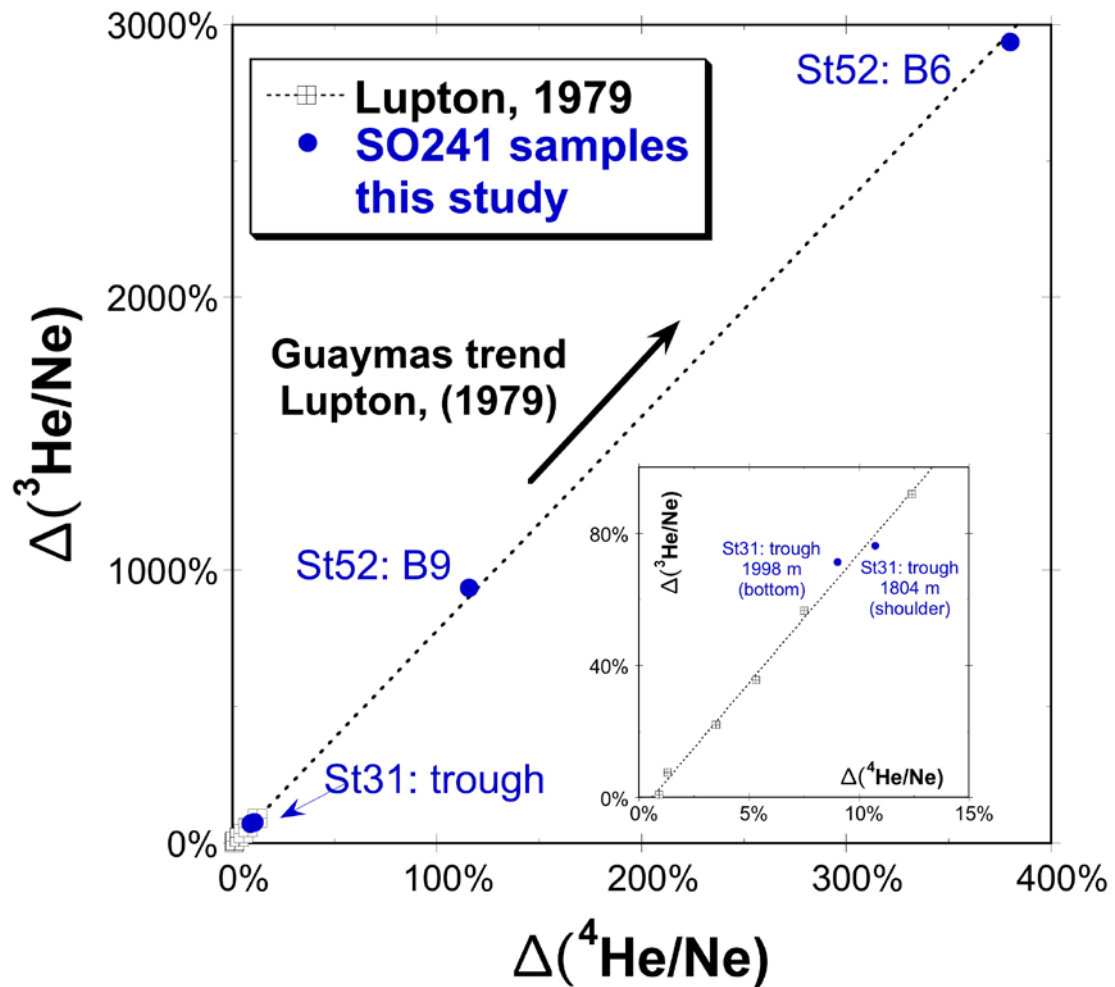 3000%
2000%
1000%
0%
Δ(³He/Ne)
Lupton, 1979
SO241 samples
this study
St52: B6
Guaymas trend
Lupton, (1979)
St52: B9
St31: trough
80%
40%
0%
Δ(³He/Ne)
St31: trough
1998 m
(bottom)
St31: trough
1804 m
(shoulder)
Δ(⁴He/Ne)
0%
5%
10%
15%
0%
100%
200%
300%
400%
Δ(⁴He/Ne)